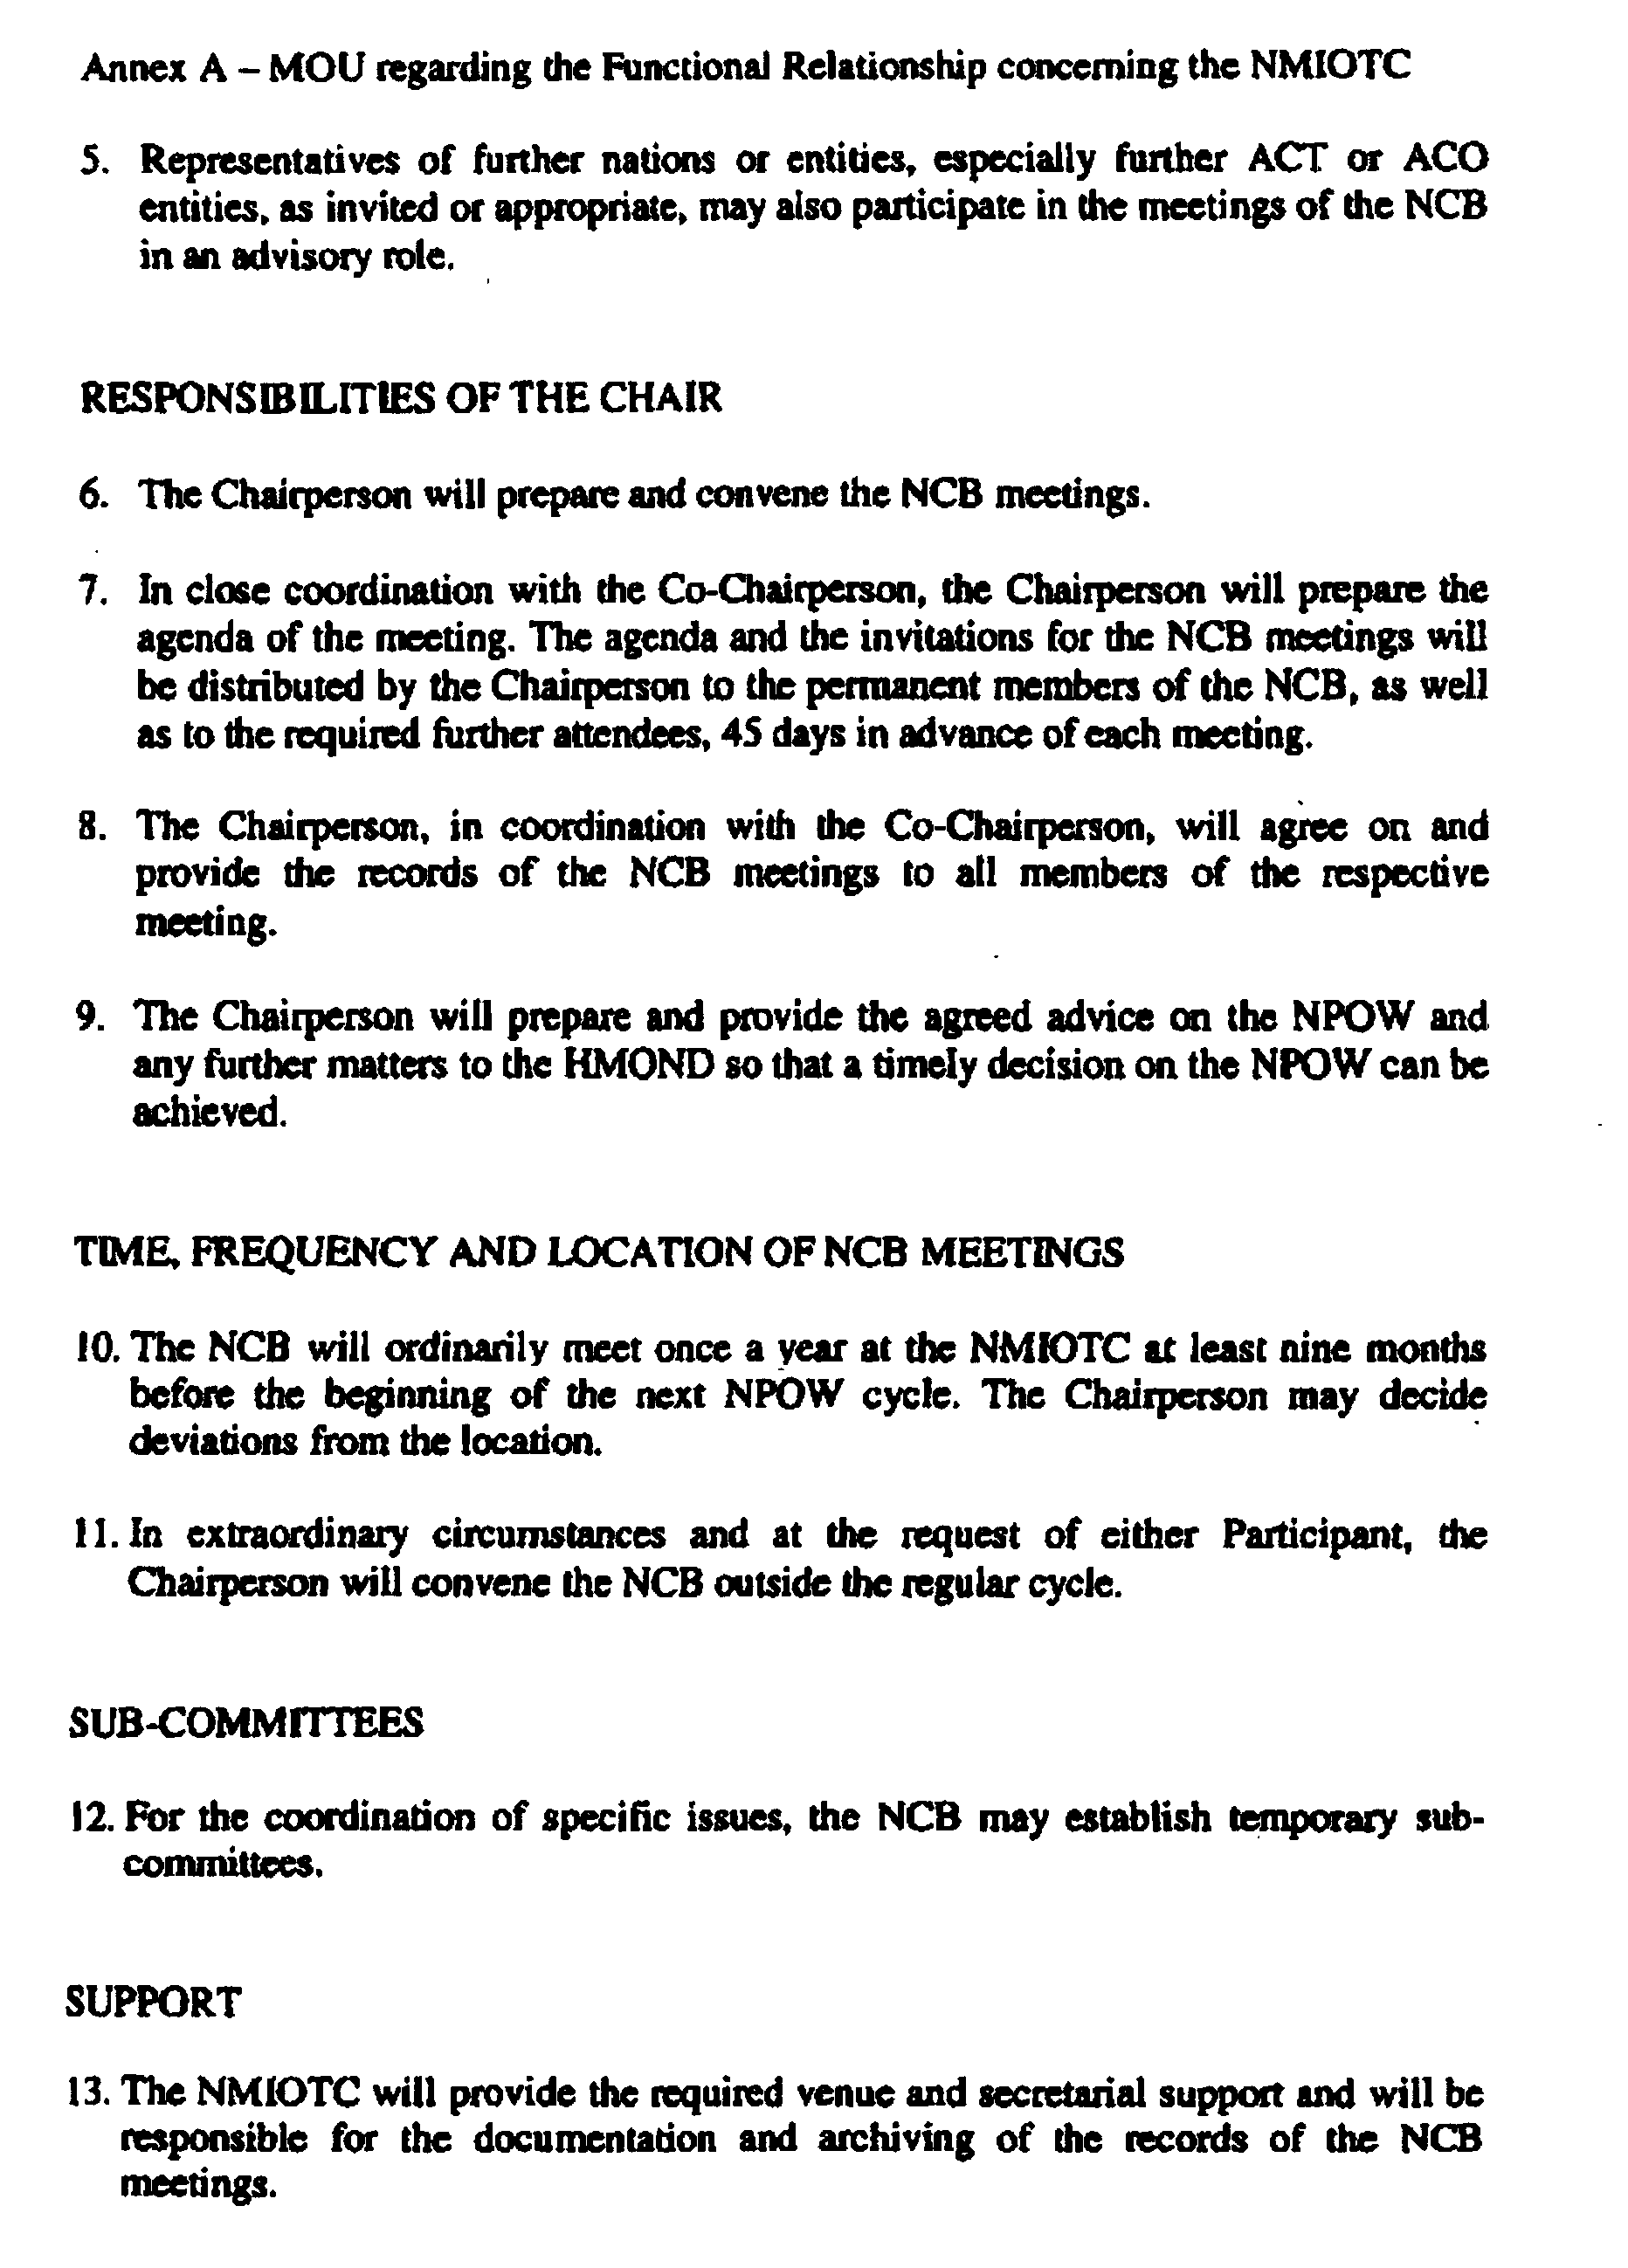 Annex A – MOU regarding the Functional Relationship concerning the NMIOTC
5. Representatives of further nations or entities, especially further ACT or ACO
entities, as invited or appropriate, may also participate in the meetings of the NCB
in an advisory role.
RESPONSIBILITIES OF THE CHAIR
6. The Chairperson will prepare and convene the NCB meetings.
7. In close coordination with the Co-Chairperson, the Chairperson will prepare the
agenda of the meeting. The agenda and the invitations for the NCB meetings will
be distributed by the Chairperson to the permanent members of the NCB, as well
as to the required further attendees, 45 days in advance of each meeting.
8. The Chairperson, in coordination with the Co-Chairperson, will agree on and
provide the records of the NCB meetings to all members of the respective
meeting.
9. The Chairperson will prepare and provide the agreed advice on the NPOW and
any further matters to the HMOND so that a timely decision on the NPOW can be
achieved.
TIME, FREQUENCY AND LOCATION OF NCB MEETINGS
10. The NCB will ordinarily meet once a year at the NMIOTC at least nine months
before the beginning of the next NPOW cycle. The Chairperson may decide
deviations from the location.
11. In extraordinary circumstances and at the request of either Participant, the
Chairperson will convene the NCB outside the regular cycle.
SUB-COMMITTEES
12. For the coordination of specific issues, the NCB may establish temporary sub-
committees.
SUPPORT
13. The NMIOTC will provide the required venue and secretarial support and will be
responsible for the documentation and archiving of the records of the NCB
meetings.